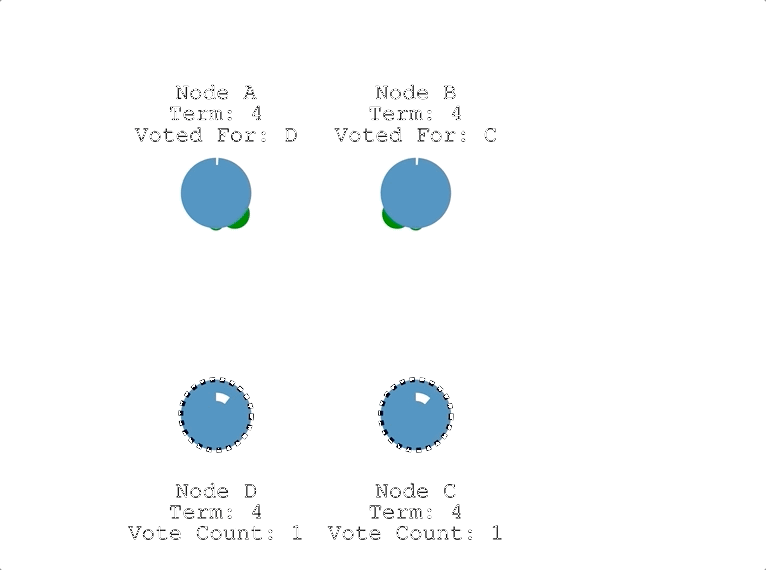 Node A
Term: 4
Voted For: D
Node B
Term: 4
Voted For: C
Node D
Term: 4
Vote Count: 1
Node C
Term: 4
Vote Count: 1